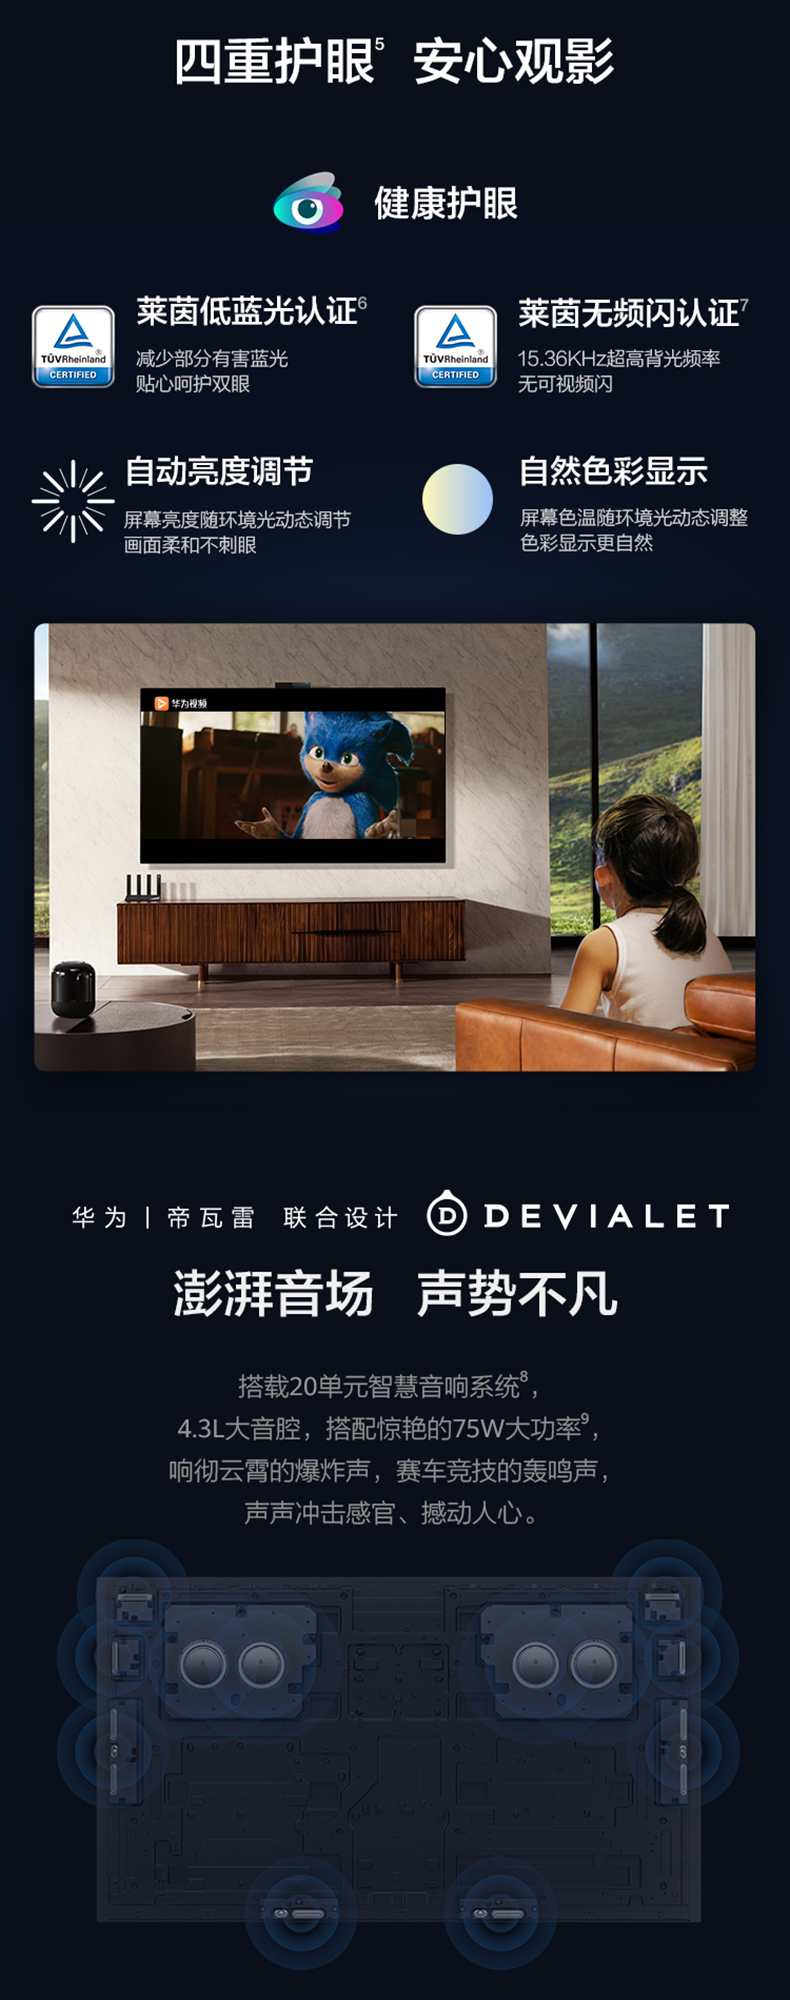 四重护眼5 安心观影
健康护眼
莱茵低蓝光认证6
减少部分有害蓝光
贴心呵护双眼
TÜVRheinland®
CERTIFIED
莱茵无频闪认证7
15.36KHz超高背光频率
无可视频闪
TÜVRheinland®
CERTIFIED
自动亮度调节
屏幕亮度随环境光动态调节
画面柔和不刺眼
自然色彩显示
屏幕色温随环境光动态调整
色彩显示更自然
华为视频
华为 | 帝瓦雷 联合设计 D DEVIALET
澎湃音场 声势不凡
搭载20单元智慧音响系统8，
4.3L大音腔，搭配惊艳的75W大功率9，
响彻云霄的爆炸声，赛车竞技的轰鸣声，
声声冲击感官、撼动人心。